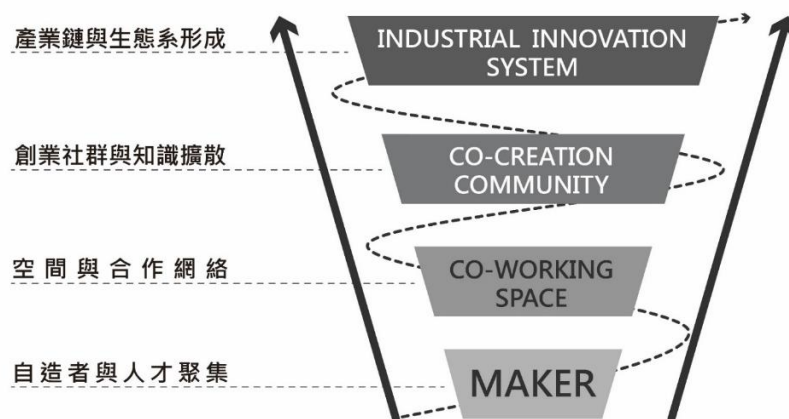 產業鏈與生態系形成
INDUSTRIAL INNOVATION
SYSTEM
創業社群與知識擴散
CO-CREATION
COMMUNITY
空間與合作網絡
CO-WORKING
SPACE
自造者與人才聚集
MAKER